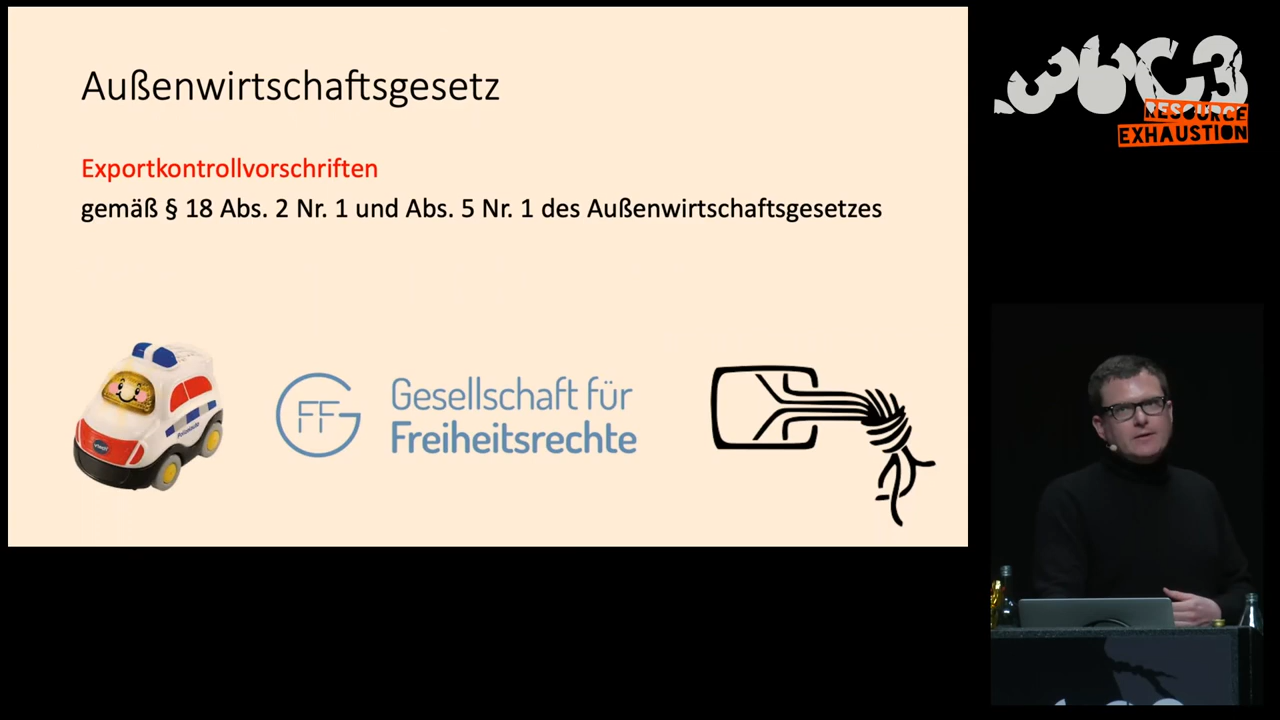 Außenwirtschaftsgesetz
Exportkontrollvorschriften
gemäß § 18 Abs. 2 Nr. 1 und Abs. 5 Nr. 1 des Außenwirtschaftsgesetzes
GFF
Gesellschaft für
Freiheitsrechte
36C3
RESOURCE
EXHAUSTION